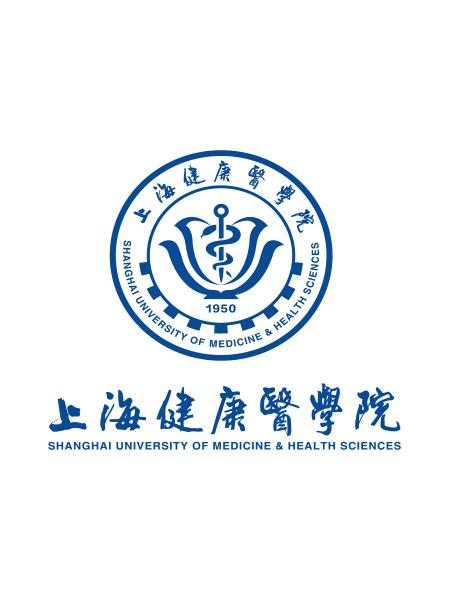 上海健康醫學院
1950
SHANGHAI UNIVERSITY OF MEDICINE & HEALTH SCIENCES
上海健康醫學院
SHANGHAI UNIVERSITY OF MEDICINE & HEALTH SCIENCES